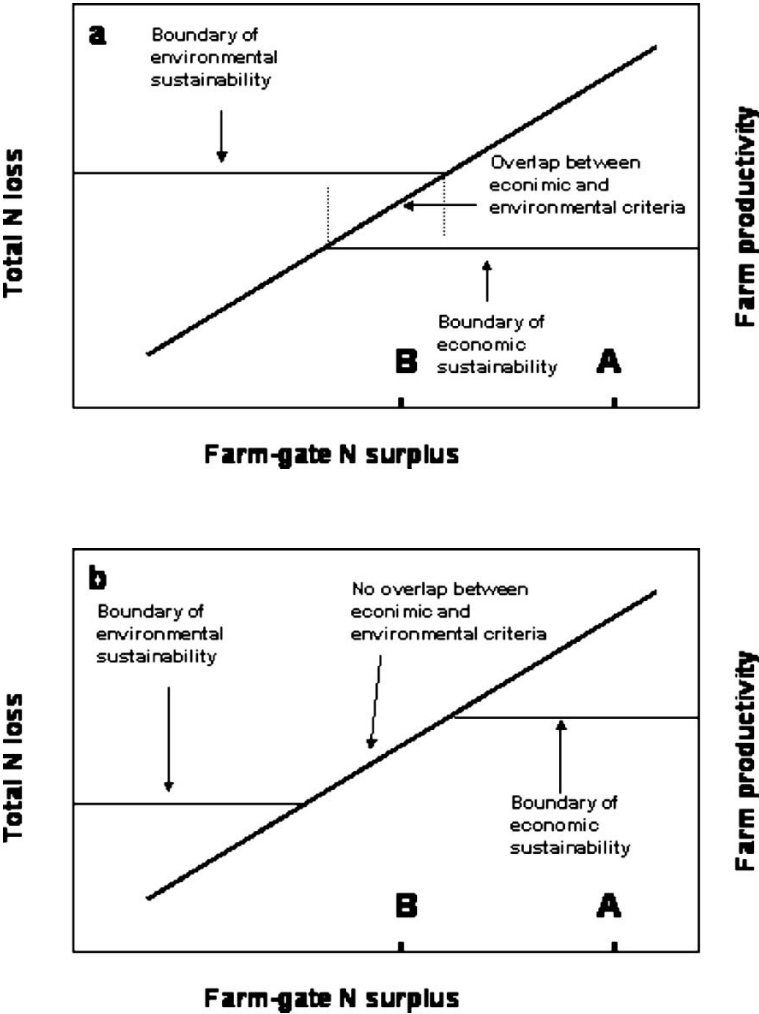 a
Boundary of
environmental
sustainability
Overlap between
econimic and
environmental criteria
Boundary of
economic
sustainability
B
A
Total N loss
Farm productivity
Farm-gate N surplus
b
Boundary of
environmental
sustainability
No overlap between
econimic and
environmental criteria
Boundary of
economic
sustainability
B
A
Total N loss
Farm productivity
Farm-gate N surplus